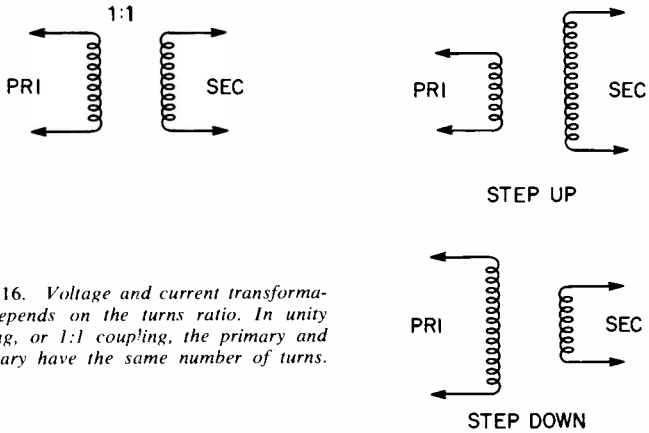 1:1
PRI
SEC
PRI
SEC
STEP UP
16. Voltage and current transforma-
epends on the turns ratio. In unity
ng, or 1:1 coupling, the primary and
ary have the same number of turns.
PRI
SEC
STEP DOWN